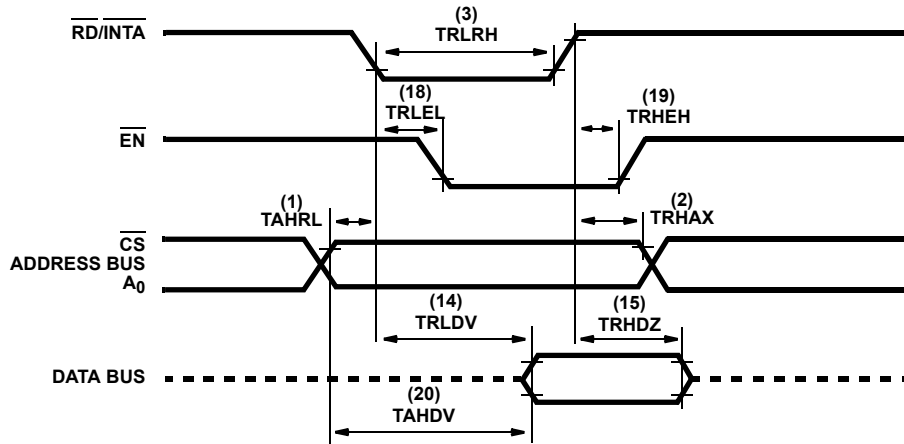 (3)
RD/INTA
TRLRH
(18)
TRLEL
(19)
TRHEH
EN
(1)
TAHRL
(2)
TRHAX
CS
ADDRESS BUS
A0
(14)
TRLDV
(15)
TRHDZ
DATA BUS
(20)
TAHDV